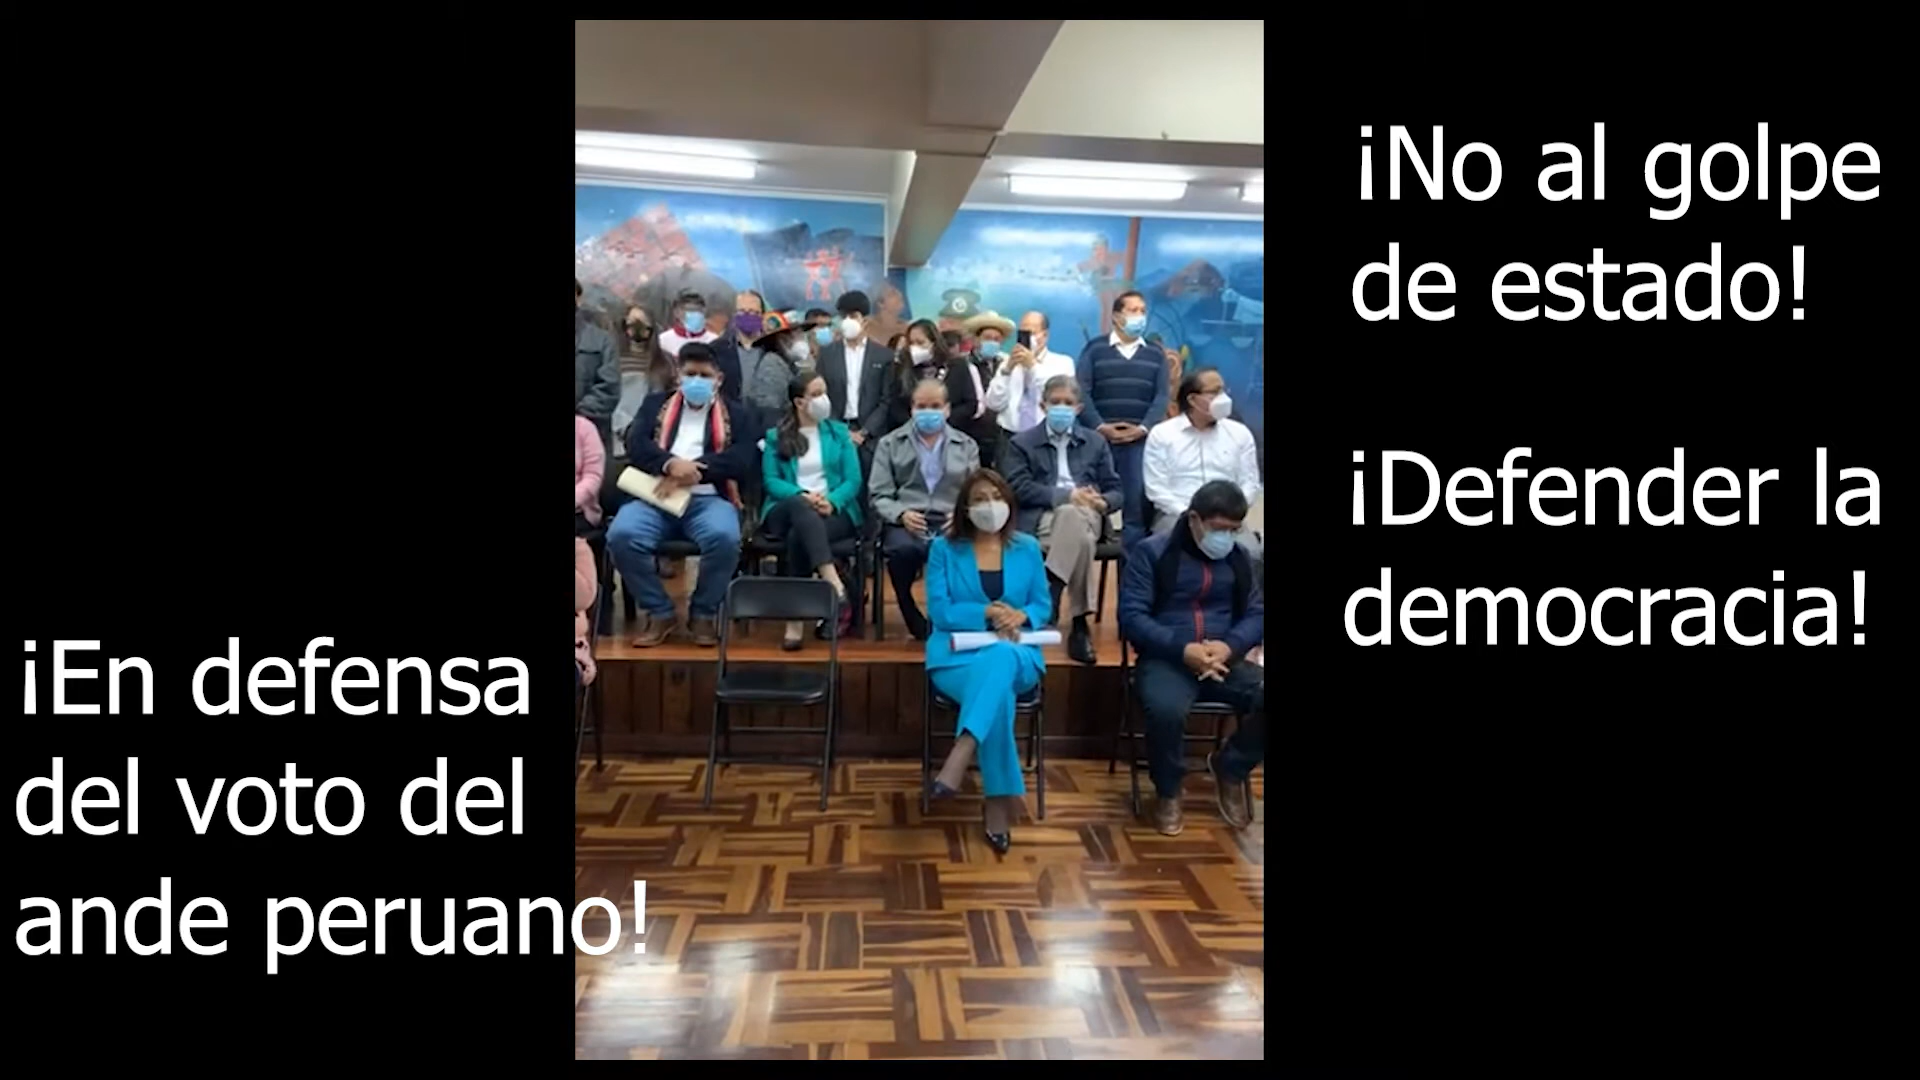 ¡No al golpe
de estado!
¡Defender la
democracia!
¡En defensa
del voto del
ande peruano!